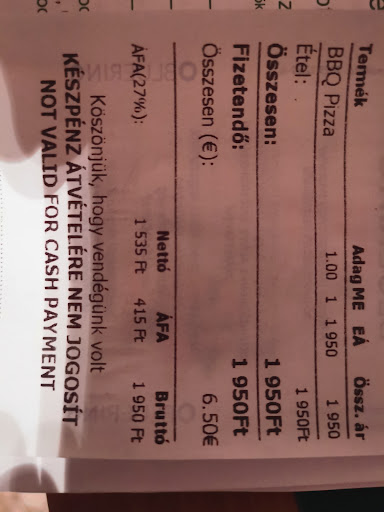 Termék Adag ME EÁ Össz. ár
BBQ Pizza 1.00 1 1 950 1 950
Étel: 1 950Ft
Összesen: 1 950Ft
Fizetendő: 1 950Ft
Összesen (€): 6.50€
Nettó ÁFA Bruttó
ÁFA(27%): 1 535 Ft 415 Ft 1 950 Ft
Köszönjük, hogy vendégünk volt
KÉSZPÉNZ ÁTVÉTELÉRE NEM JOGOSÍT
NOT VALID FOR CASH PAYMENT